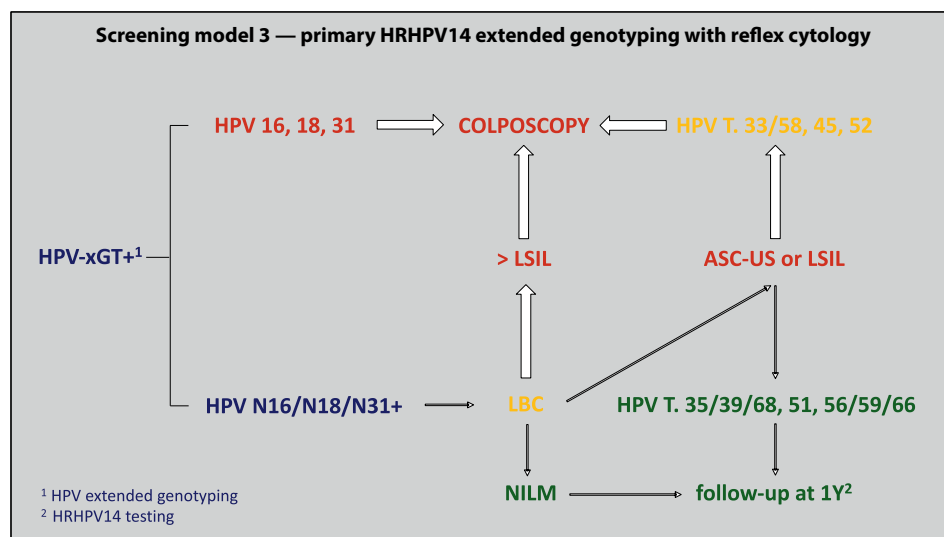 Screening model 3 — primary HRHPV14 extended genotyping with reflex cytology
HPV 16, 18, 31
COLPOSCOPY
HPV T. 33/58, 45, 52
HPV-xGT+¹
> LSIL
ASC-US or LSIL
HPV N16/N18/N31+
LBC
HPV T. 35/39/68, 51, 56/59/66
NILM
follow-up at 1Y²
¹ HPV extended genotyping
² HRHPV14 testing